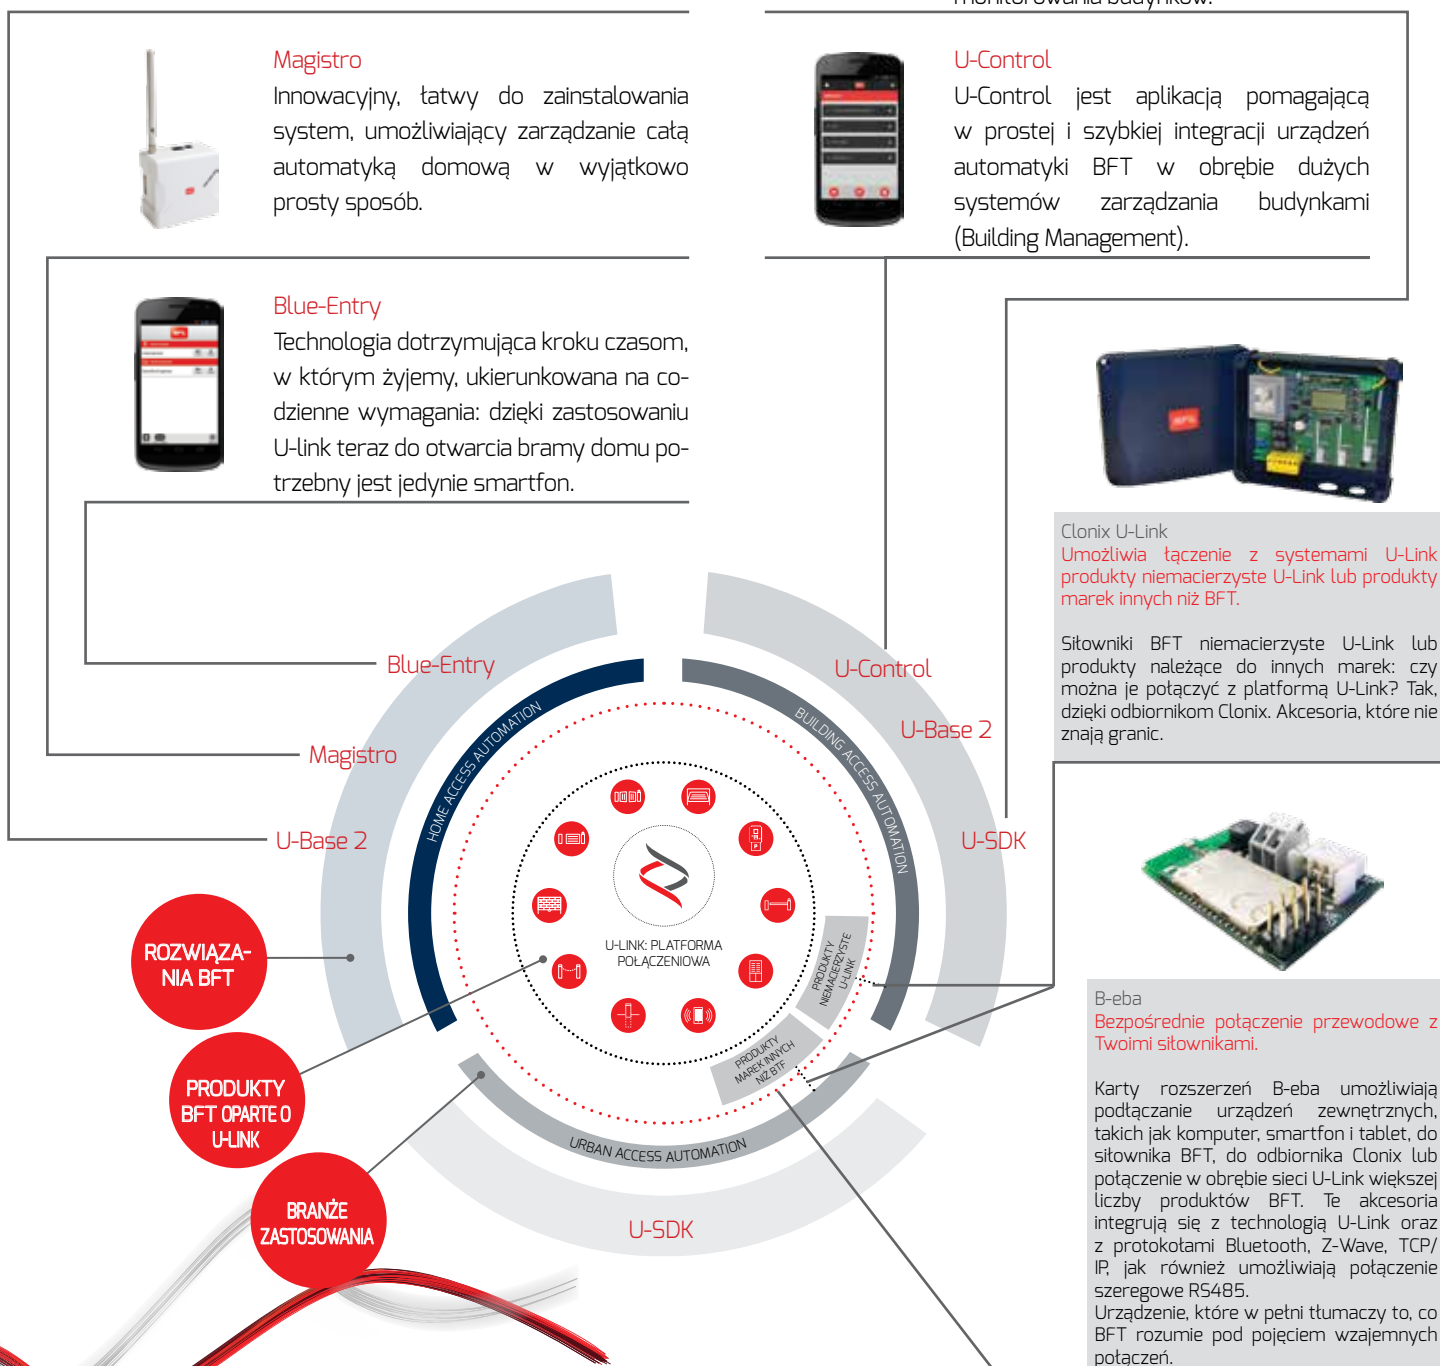 monitorowania budynków.
Magistro
Innowacyjny, łatwy do zainstalowania
system, umożliwiający zarządzanie całą
automatyką domową w wyjątkowo
prosty sposób.
U-Control
U-Control jest aplikacją pomagającą
w prostej i szybkiej integracji urządzeń
automatyki BFT w obrębie dużych
systemów zarządzania budynkami
(Building Management).
Blue-Entry
Technologia dotrzymująca kroku czasom,
w którym żyjemy, ukierunkowana na co-
dzienne wymagania: dzięki zastosowaniu
U-link teraz do otwarcia bramy domu po-
trzebny jest jedynie smartfon.
Clonix U-Link
Umożliwia łączenie z systemami U-Link
produkty niemacierzyste U-Link lub produkty
marek innych niż BFT.
Siłowniki BFT niemacierzyste U-Link lub
produkty należące do innych marek: czy
można je połączyć z platformą U-Link? Tak,
dzięki odbiornikom Clonix. Akcesoria, które nie
znają granic.
Blue-Entry
Magistro
U-Base 2
U-Control
U-Base 2
U-SDK
HOME ACCESS AUTOMATION
BUILDING ACCESS AUTOMATION
URBAN ACCESS AUTOMATION
U-LINK: PLATFORMA
POŁĄCZENIOWA
PRODUKTY
NIEMACIERZYSTE
U-LINK
PRODUKTY
MAREK INNYCH
NIŻ BTF
U-SDK
ROZWIĄZA-
NIA BFT
PRODUKTY
BFT OPARTE O
U-LINK
BRANŻE
ZASTOSOWANIA
B-eba
Bezpośrednie połączenie przewodowe z
Twoimi siłownikami.
Karty rozszerzeń B-eba umożliwiają
podłączanie urządzeń zewnętrznych,
takich jak komputer, smartfon i tablet, do
siłownika BFT, do odbiornika Clonix lub
połączenie w obrębie sieci U-Link większej
liczby produktów BFT. Te akcesoria
integrują się z technologią U-Link oraz
z protokołami Bluetooth, Z-Wave, TCP/
IP, jak również umożliwiają połączenie
szeregowe RS485.
Urządzenie, które w pełni tłumaczy to, co
BFT rozumie pod pojęciem wzajemnych
połączeń.